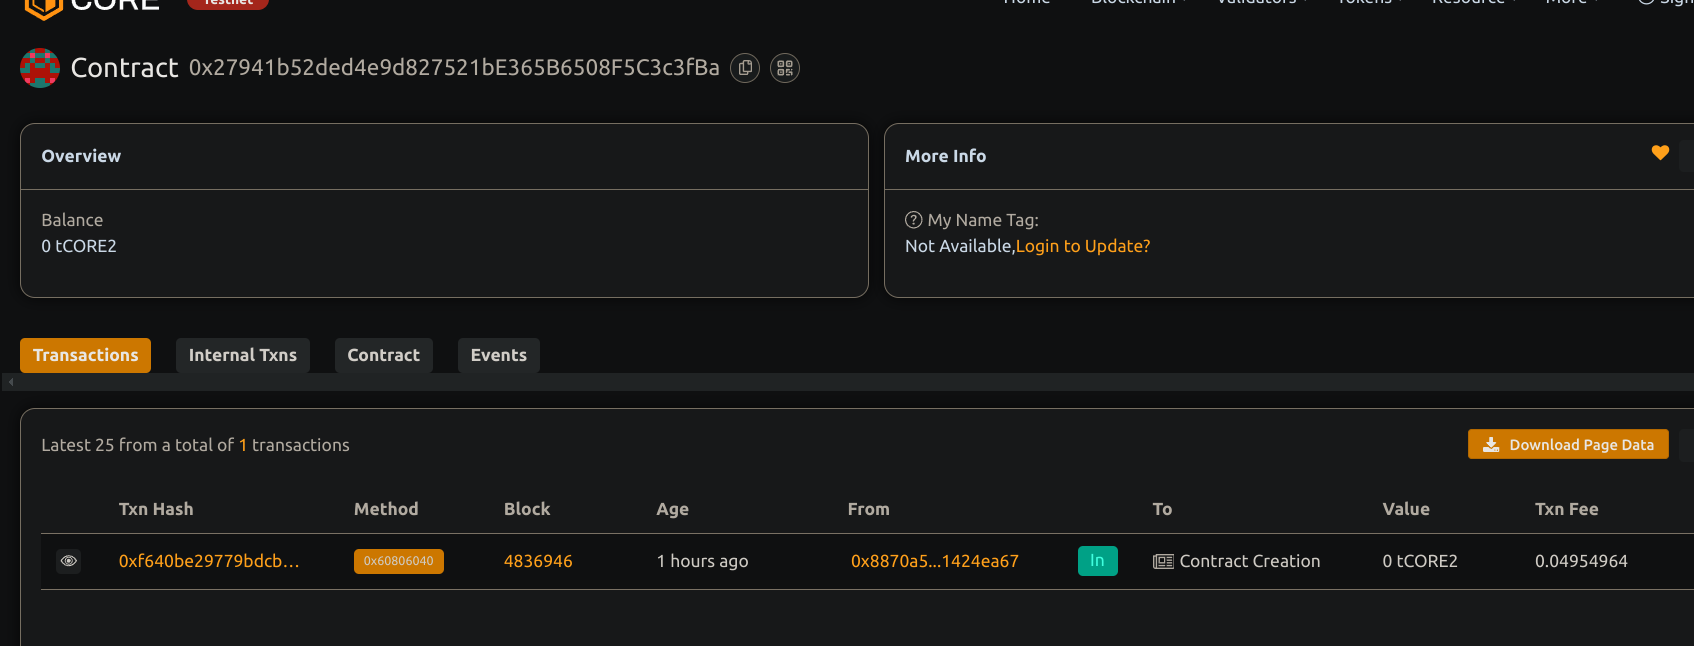 CORE Testnet Home Blockchain Validators Tokens Resource More Sign
Contract 0x27941b52ded4e9d827521bE365B6508F5C3c3fBa
Overview
Balance
0 tCORE2
More Info
My Name Tag:
Not Available,Login to Update?
Transactions Internal Txns Contract Events
Latest 25 from a total of 1 transactions
Download Page Data
Txn Hash Method Block Age From To Value Txn Fee
0xf640be29779bdcb... 0x60806040 4836946 1 hours ago 0x8870a5...1424ea67 In Contract Creation 0 tCORE2 0.04954964